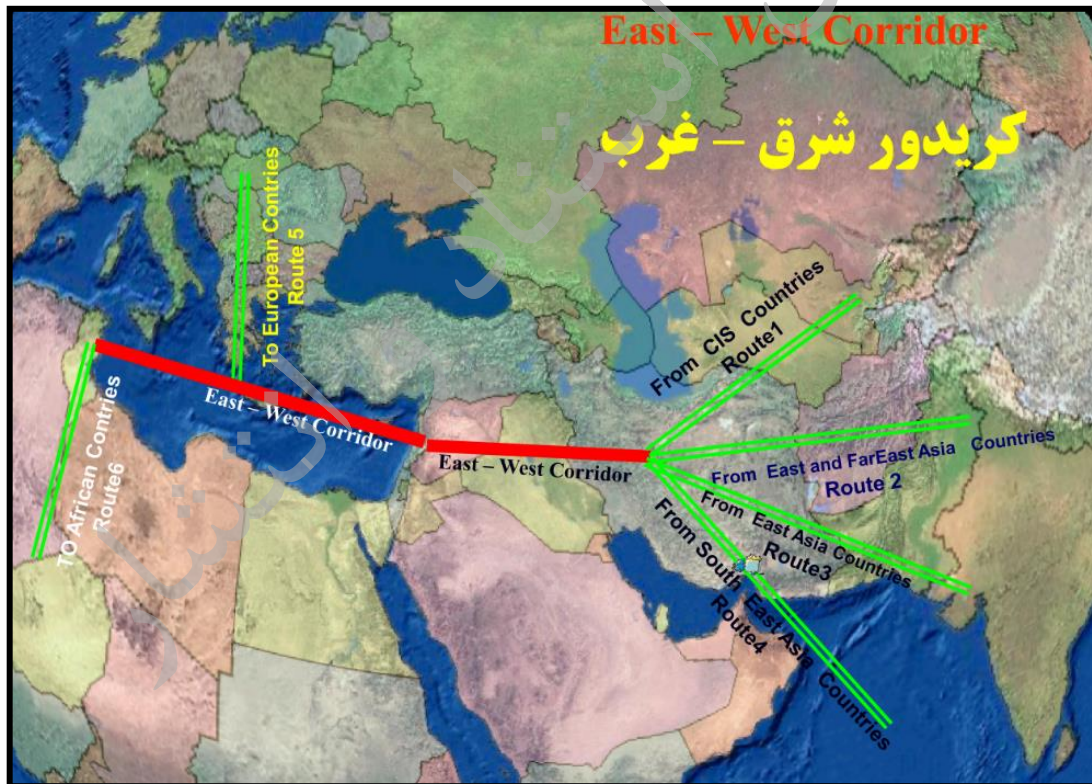 East – West Corridor
کریدور شرق – غرب
To European Contries
Route 5
From CIS Countries
Route1
East – West Corridor
East – West Corridor
From East and FarEast Asia Countries
Route 2
From East Asia Countries
Route3
From South East Asia Countries
Route4
TO African Contries
Route6